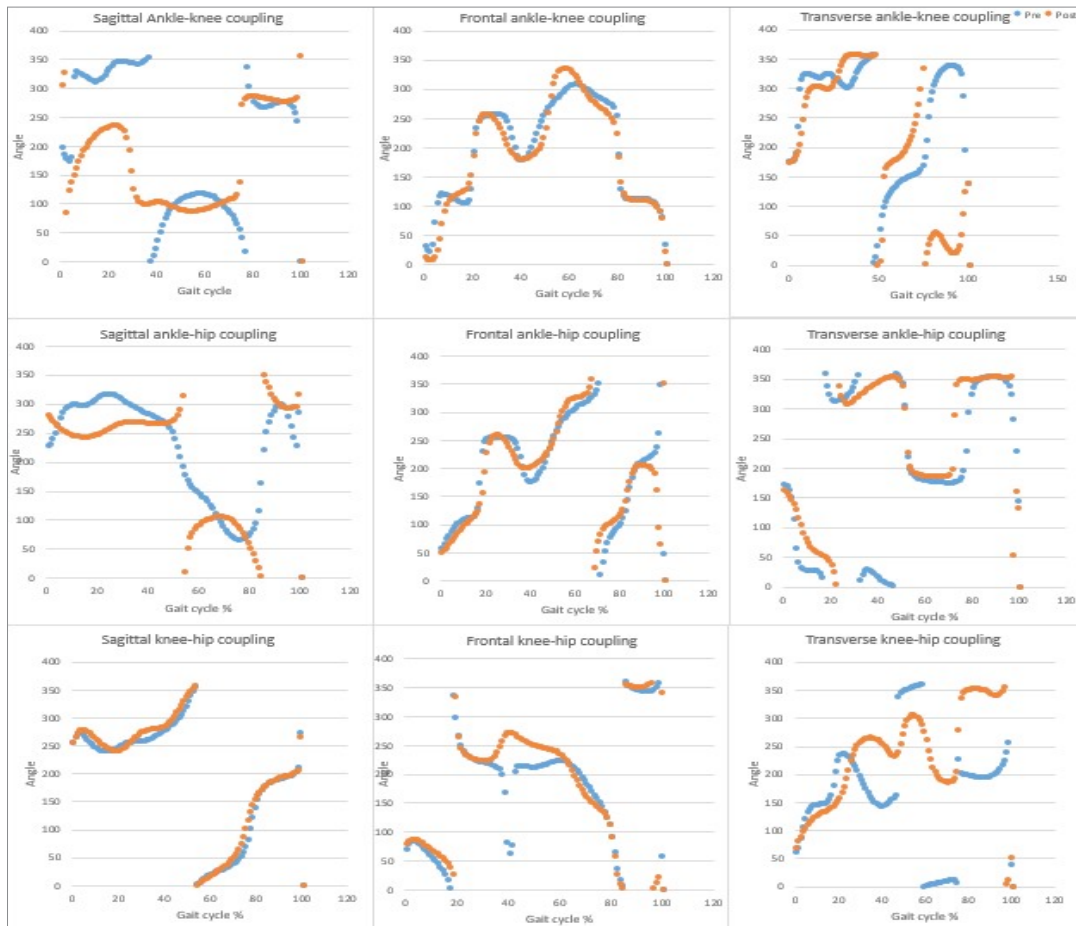 Sagittal Ankle-knee coupling
400
350
300
250
200
150
100
50
0
Angle
0 20 40 60 80 100 120
Gait cycle
Frontal ankle-knee coupling
400
350
300
250
200
150
100
50
0
Angle
0 20 40 60 80 100 120
Gait cycle %
Transverse ankle-knee coupling
Pre Post
400
350
300
250
200
150
100
50
0
Angle
0 50 100 150
Gait cycle %
Sagittal ankle-hip coupling
400
350
300
250
200
150
100
50
0
Angle
0 20 40 60 80 100 120
Gait cycle %
Frontal ankle-hip coupling
400
350
300
250
200
150
100
50
0
Angle
0 20 40 60 80 100 120
Gait cycle %
Transverse ankle-hip coupling
400
350
300
250
200
150
100
50
0
Angle
0 20 40 60 80 100 120
Gait cycle %
Sagittal knee-hip coupling
400
350
300
250
200
150
100
50
0
Angle
0 20 40 60 80 100 120
Gait cycle %
Frontal knee-hip coupling
400
350
300
250
200
150
100
50
0
Angle
0 20 40 60 80 100 120
Gait cycle %
Transverse knee-hip coupling
400
350
300
250
200
150
100
50
0
Angle
0 20 40 60 80 100 120
Gait cycle %